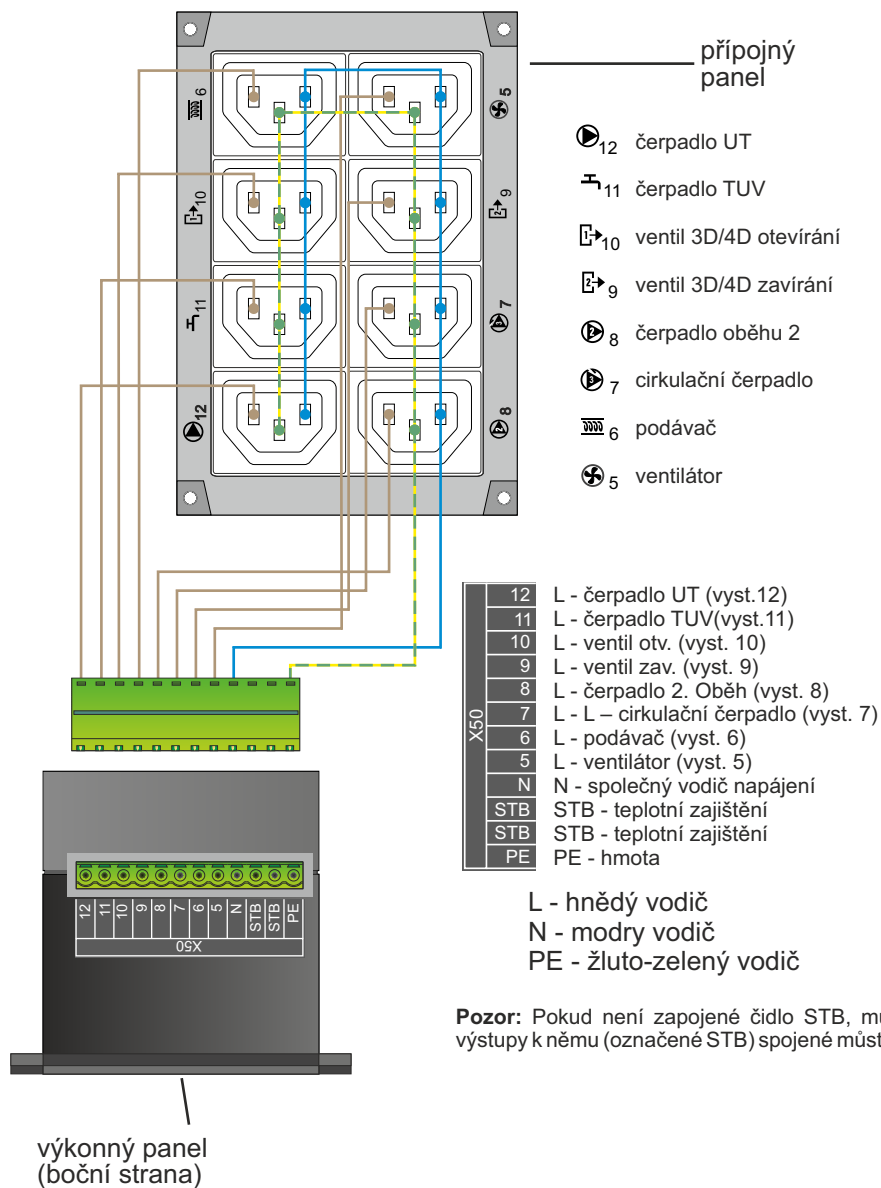 přípojný
panel
6
5
10
9
11
7
12
8
12 čerpadlo UT
11 čerpadlo TUV
10 ventil 3D/4D otevírání
9 ventil 3D/4D zavírání
8 čerpadlo oběhu 2
7 cirkulační čerpadlo
6 podávač
5 ventilátor
X50
12 L - čerpadlo UT (vyst.12)
11 L - čerpadlo TUV(vyst.11)
10 L - ventil otv. (vyst. 10)
9 L - ventil zav. (vyst. 9)
8 L - čerpadlo 2. Oběh (vyst. 8)
7 L - L – cirkulační čerpadlo (vyst. 7)
6 L - podávač (vyst. 6)
5 L - ventilátor (vyst. 5)
N N - společný vodič napájení
STB STB - teplotní zajištění
STB STB - teplotní zajištění
PE PE - hmota
12 11 10 9 8 7 6 5 N STB STB PE
X50
L - hnědý vodič
N - modry vodič
PE - žluto-zelený vodič
Pozor: Pokud není zapojené čidlo STB, mu
výstupy k němu (označené STB) spojené můst
výkonný panel
(boční strana)